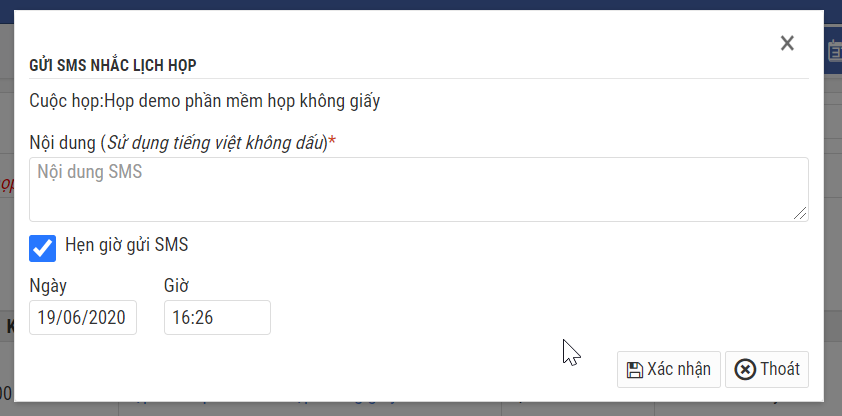 GỬI SMS NHẮC LỊCH HỌP
Cuộc họp:Họp demo phần mềm họp không giấy
Nội dung (Sử dụng tiếng việt không dấu)*
Nội dung SMS
Hẹn giờ gửi SMS
Ngày Giờ
19/06/2020 16:26
Xác nhận Thoát